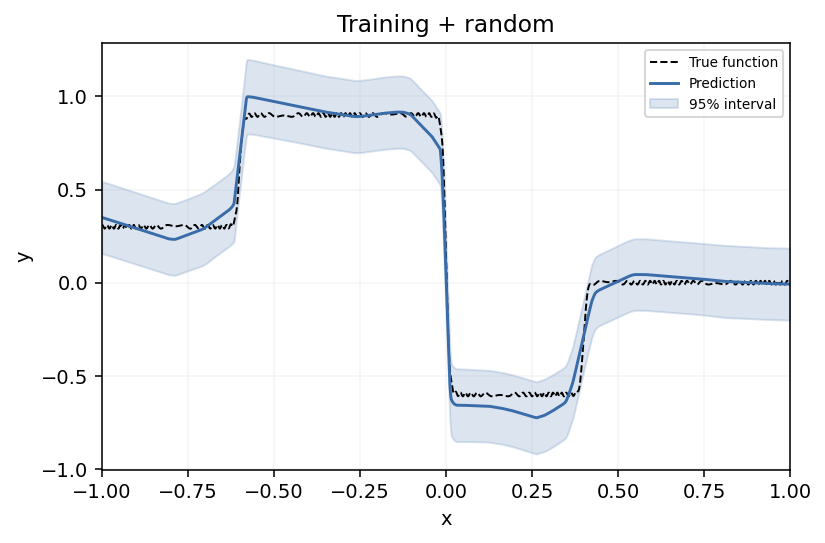 Training + random
True function
Prediction
95% interval
1.0
0.5
0.0
−0.5
−1.0
y
−1.00 −0.75 −0.50 −0.25 0.00 0.25 0.50 0.75 1.00
x